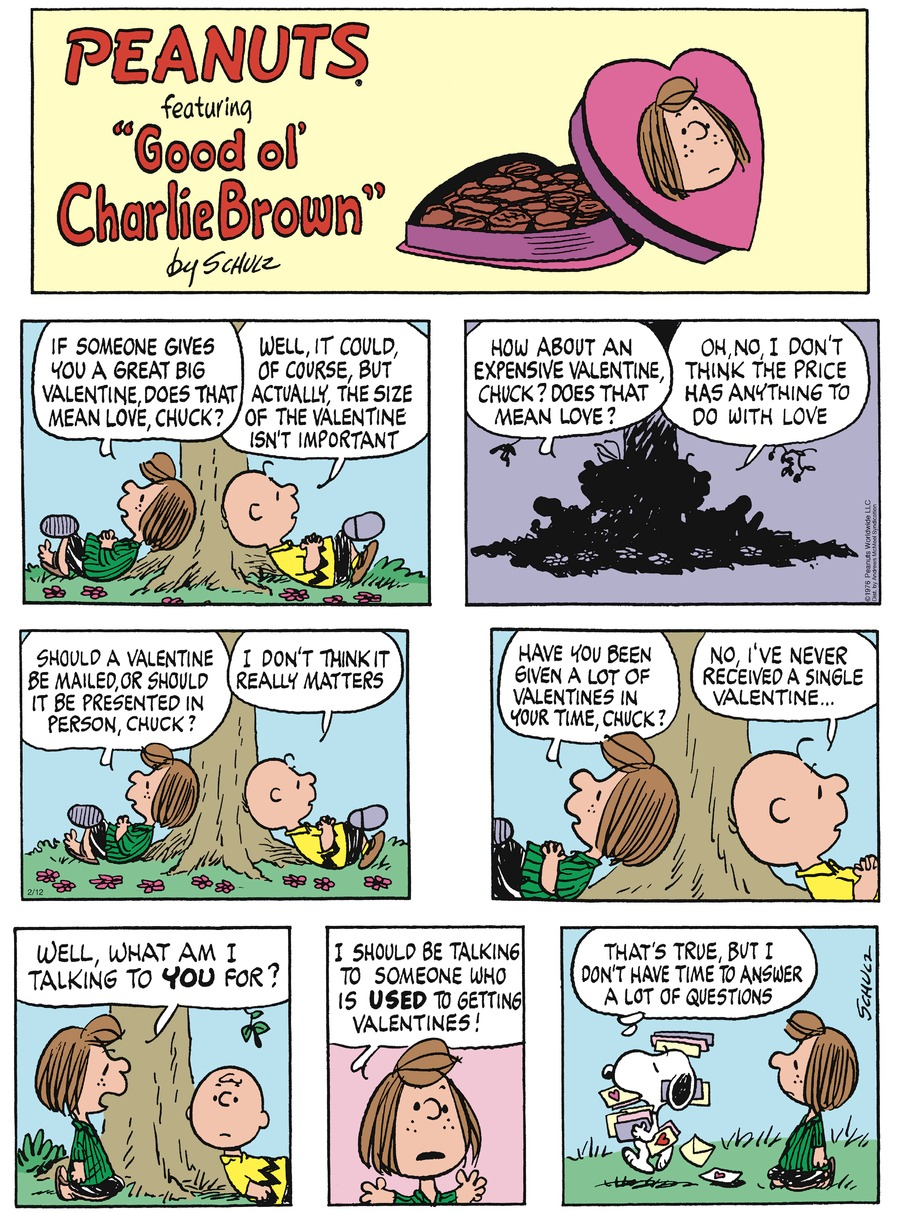 PEANUTS®
featuring
"Good ol'
Charlie Brown"
by SCHULZ
IF SOMEONE GIVES
YOU A GREAT BIG
VALENTINE, DOES THAT
MEAN LOVE, CHUCK?
WELL, IT COULD,
OF COURSE, BUT
ACTUALLY, THE SIZE
OF THE VALENTINE
ISN'T IMPORTANT
HOW ABOUT AN
EXPENSIVE VALENTINE,
CHUCK? DOES THAT
MEAN LOVE?
OH, NO, I DON'T
THINK THE PRICE
HAS ANYTHING TO
DO WITH LOVE
©1976 Peanuts Worldwide LLC
Dist. by Andrews McMeel Syndication
SHOULD A VALENTINE
BE MAILED, OR SHOULD
IT BE PRESENTED IN
PERSON, CHUCK?
I DON'T THINK IT
REALLY MATTERS
2/12
HAVE YOU BEEN
GIVEN A LOT OF
VALENTINES IN
YOUR TIME, CHUCK?
NO, I'VE NEVER
RECEIVED A SINGLE
VALENTINE...
WELL, WHAT AM I
TALKING TO YOU FOR?
I SHOULD BE TALKING
TO SOMEONE WHO
IS USED TO GETTING
VALENTINES!
THAT'S TRUE, BUT I
DON'T HAVE TIME TO ANSWER
A LOT OF QUESTIONS
SCHULZ